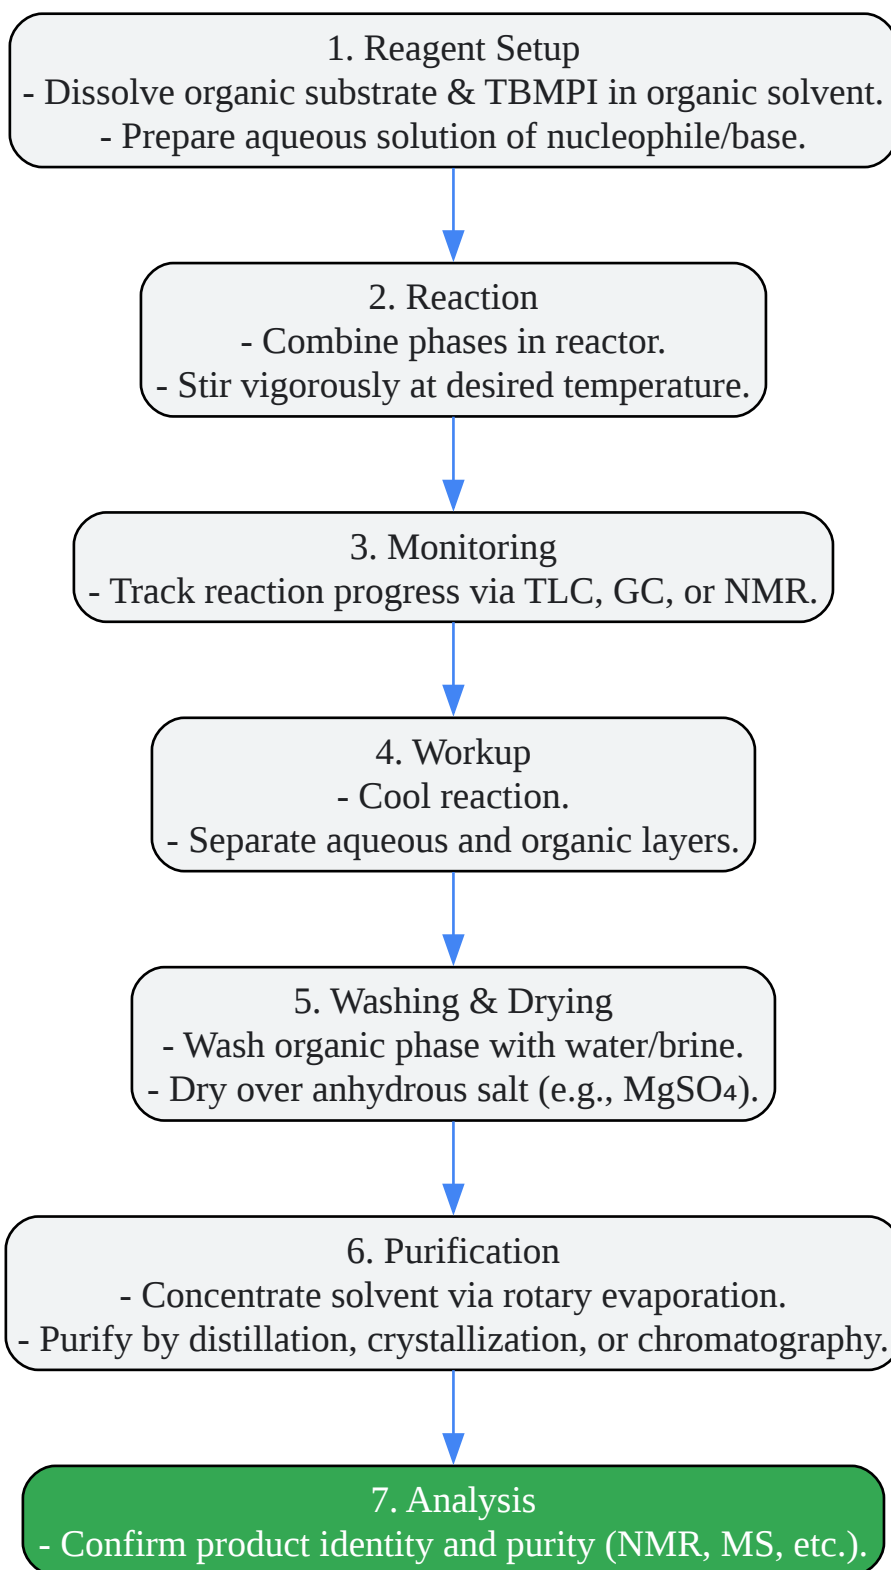 1. Reagent Setup
- Dissolve organic substrate & TBMPI in organic solvent.
- Prepare aqueous solution of nucleophile/base.
2. Reaction
- Combine phases in reactor.
- Stir vigorously at desired temperature.
3. Monitoring
- Track reaction progress via TLC, GC, or NMR.
4. Workup
- Cool reaction.
- Separate aqueous and organic layers.
5. Washing & Drying
- Wash organic phase with water/brine.
- Dry over anhydrous salt (e.g., MgSO₄).
6. Purification
- Concentrate solvent via rotary evaporation.
- Purify by distillation, crystallization, or chromatography.
7. Analysis
- Confirm product identity and purity (NMR, MS, etc.).